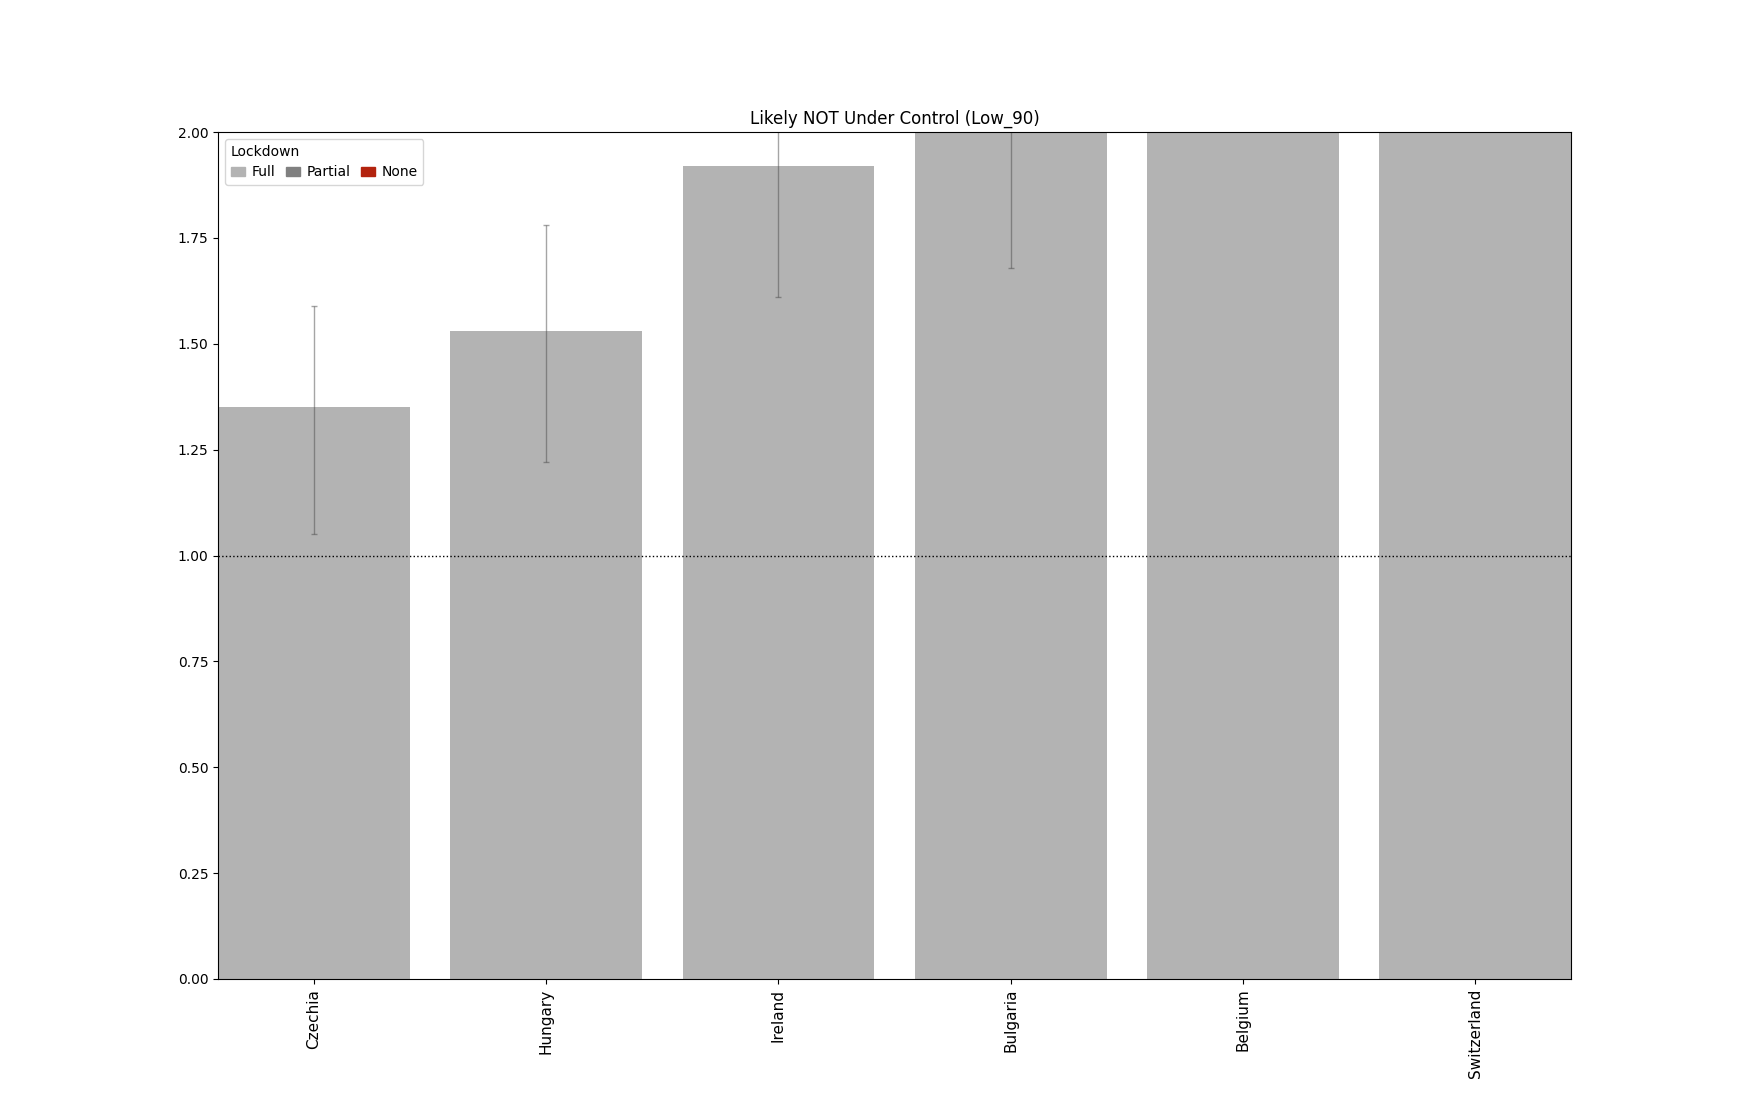 Likely NOT Under Control (Low_90)
Lockdown
Full Partial None
2.00
1.75
1.50
1.25
1.00
0.75
0.50
0.25
0.00
Czechia
Hungary
Ireland
Bulgaria
Belgium
Switzerland